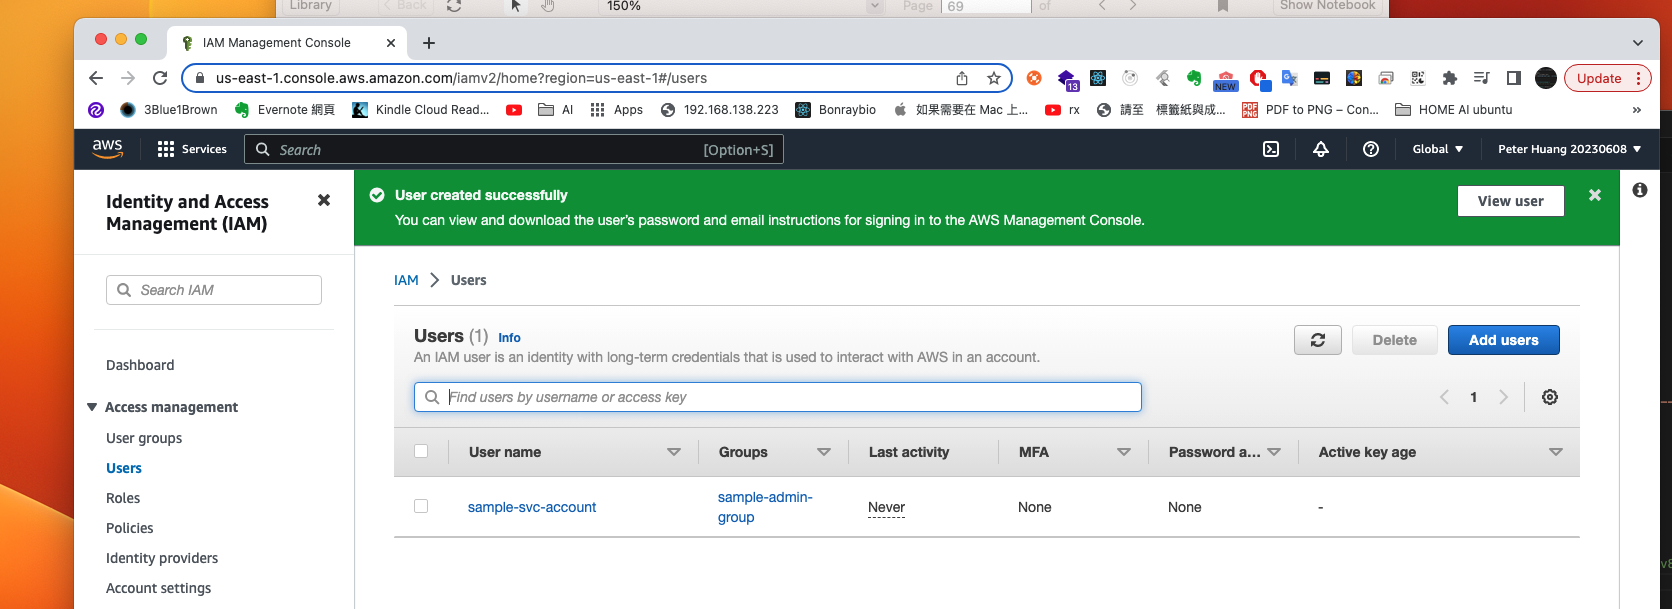 Library
Back
150%
Page
69
of
Show Notebook
IAM Management Console
us-east-1.console.aws.amazon.com/iamv2/home?region=us-east-1#/users
13
NEW
Update
3Blue1Brown
Evernote 網頁
Kindle Cloud Read...
AI
Apps
192.168.138.223
Bonraybio
如果需要在 Mac 上...
rx
請至　標籤紙與成...
PDF to PNG – Con...
HOME AI ubuntu
»
aws
Services
Search
[Option+S]
Global
Peter Huang 20230608
Identity and Access
Management (IAM)
Search IAM
Dashboard
Access management
User groups
Users
Roles
Policies
Identity providers
Account settings
User created successfully
You can view and download the user's password and email instructions for signing in to the AWS Management Console.
View user
IAM > Users
Users (1) Info
An IAM user is an identity with long-term credentials that is used to interact with AWS in an account.
Delete
Add users
Find users by username or access key
1
User name Groups Last activity MFA Password a... Active key age
sample-svc-account sample-admin-group Never None None -